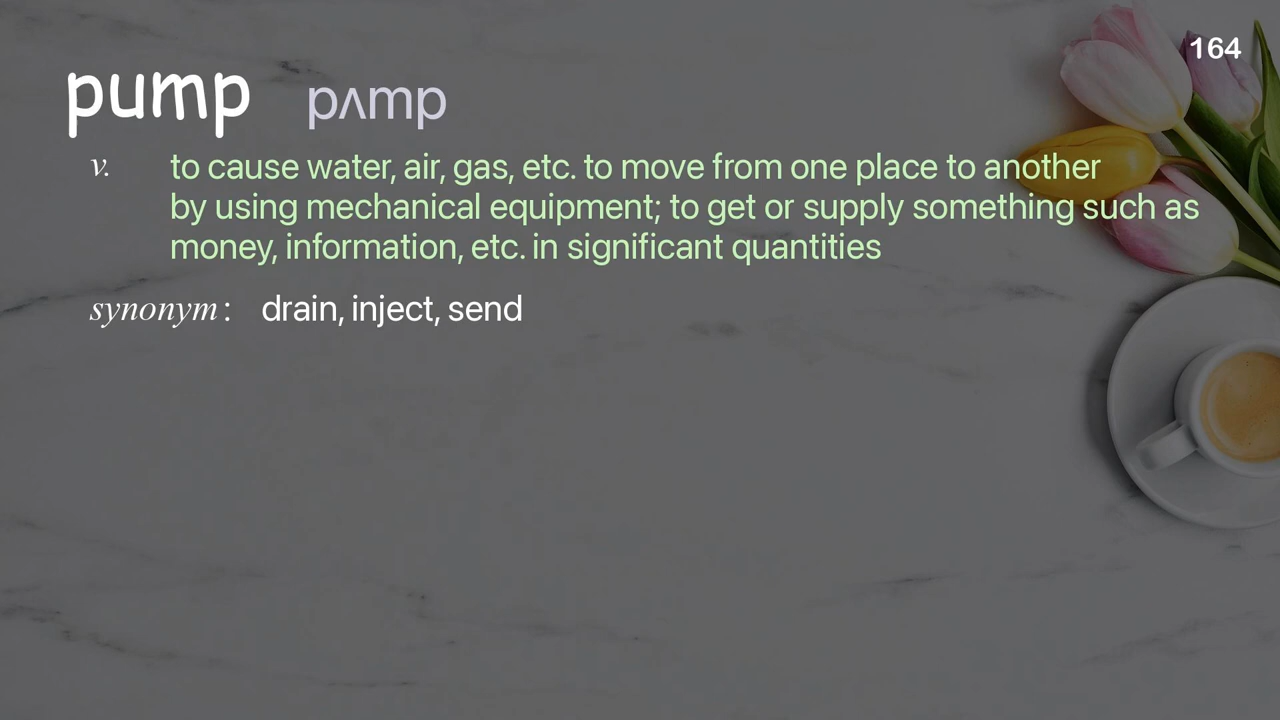 164
pump pʌmp
v. to cause water, air, gas, etc. to move from one place to another
by using mechanical equipment; to get or supply something such as
money, information, etc. in significant quantities
synonym: drain, inject, send